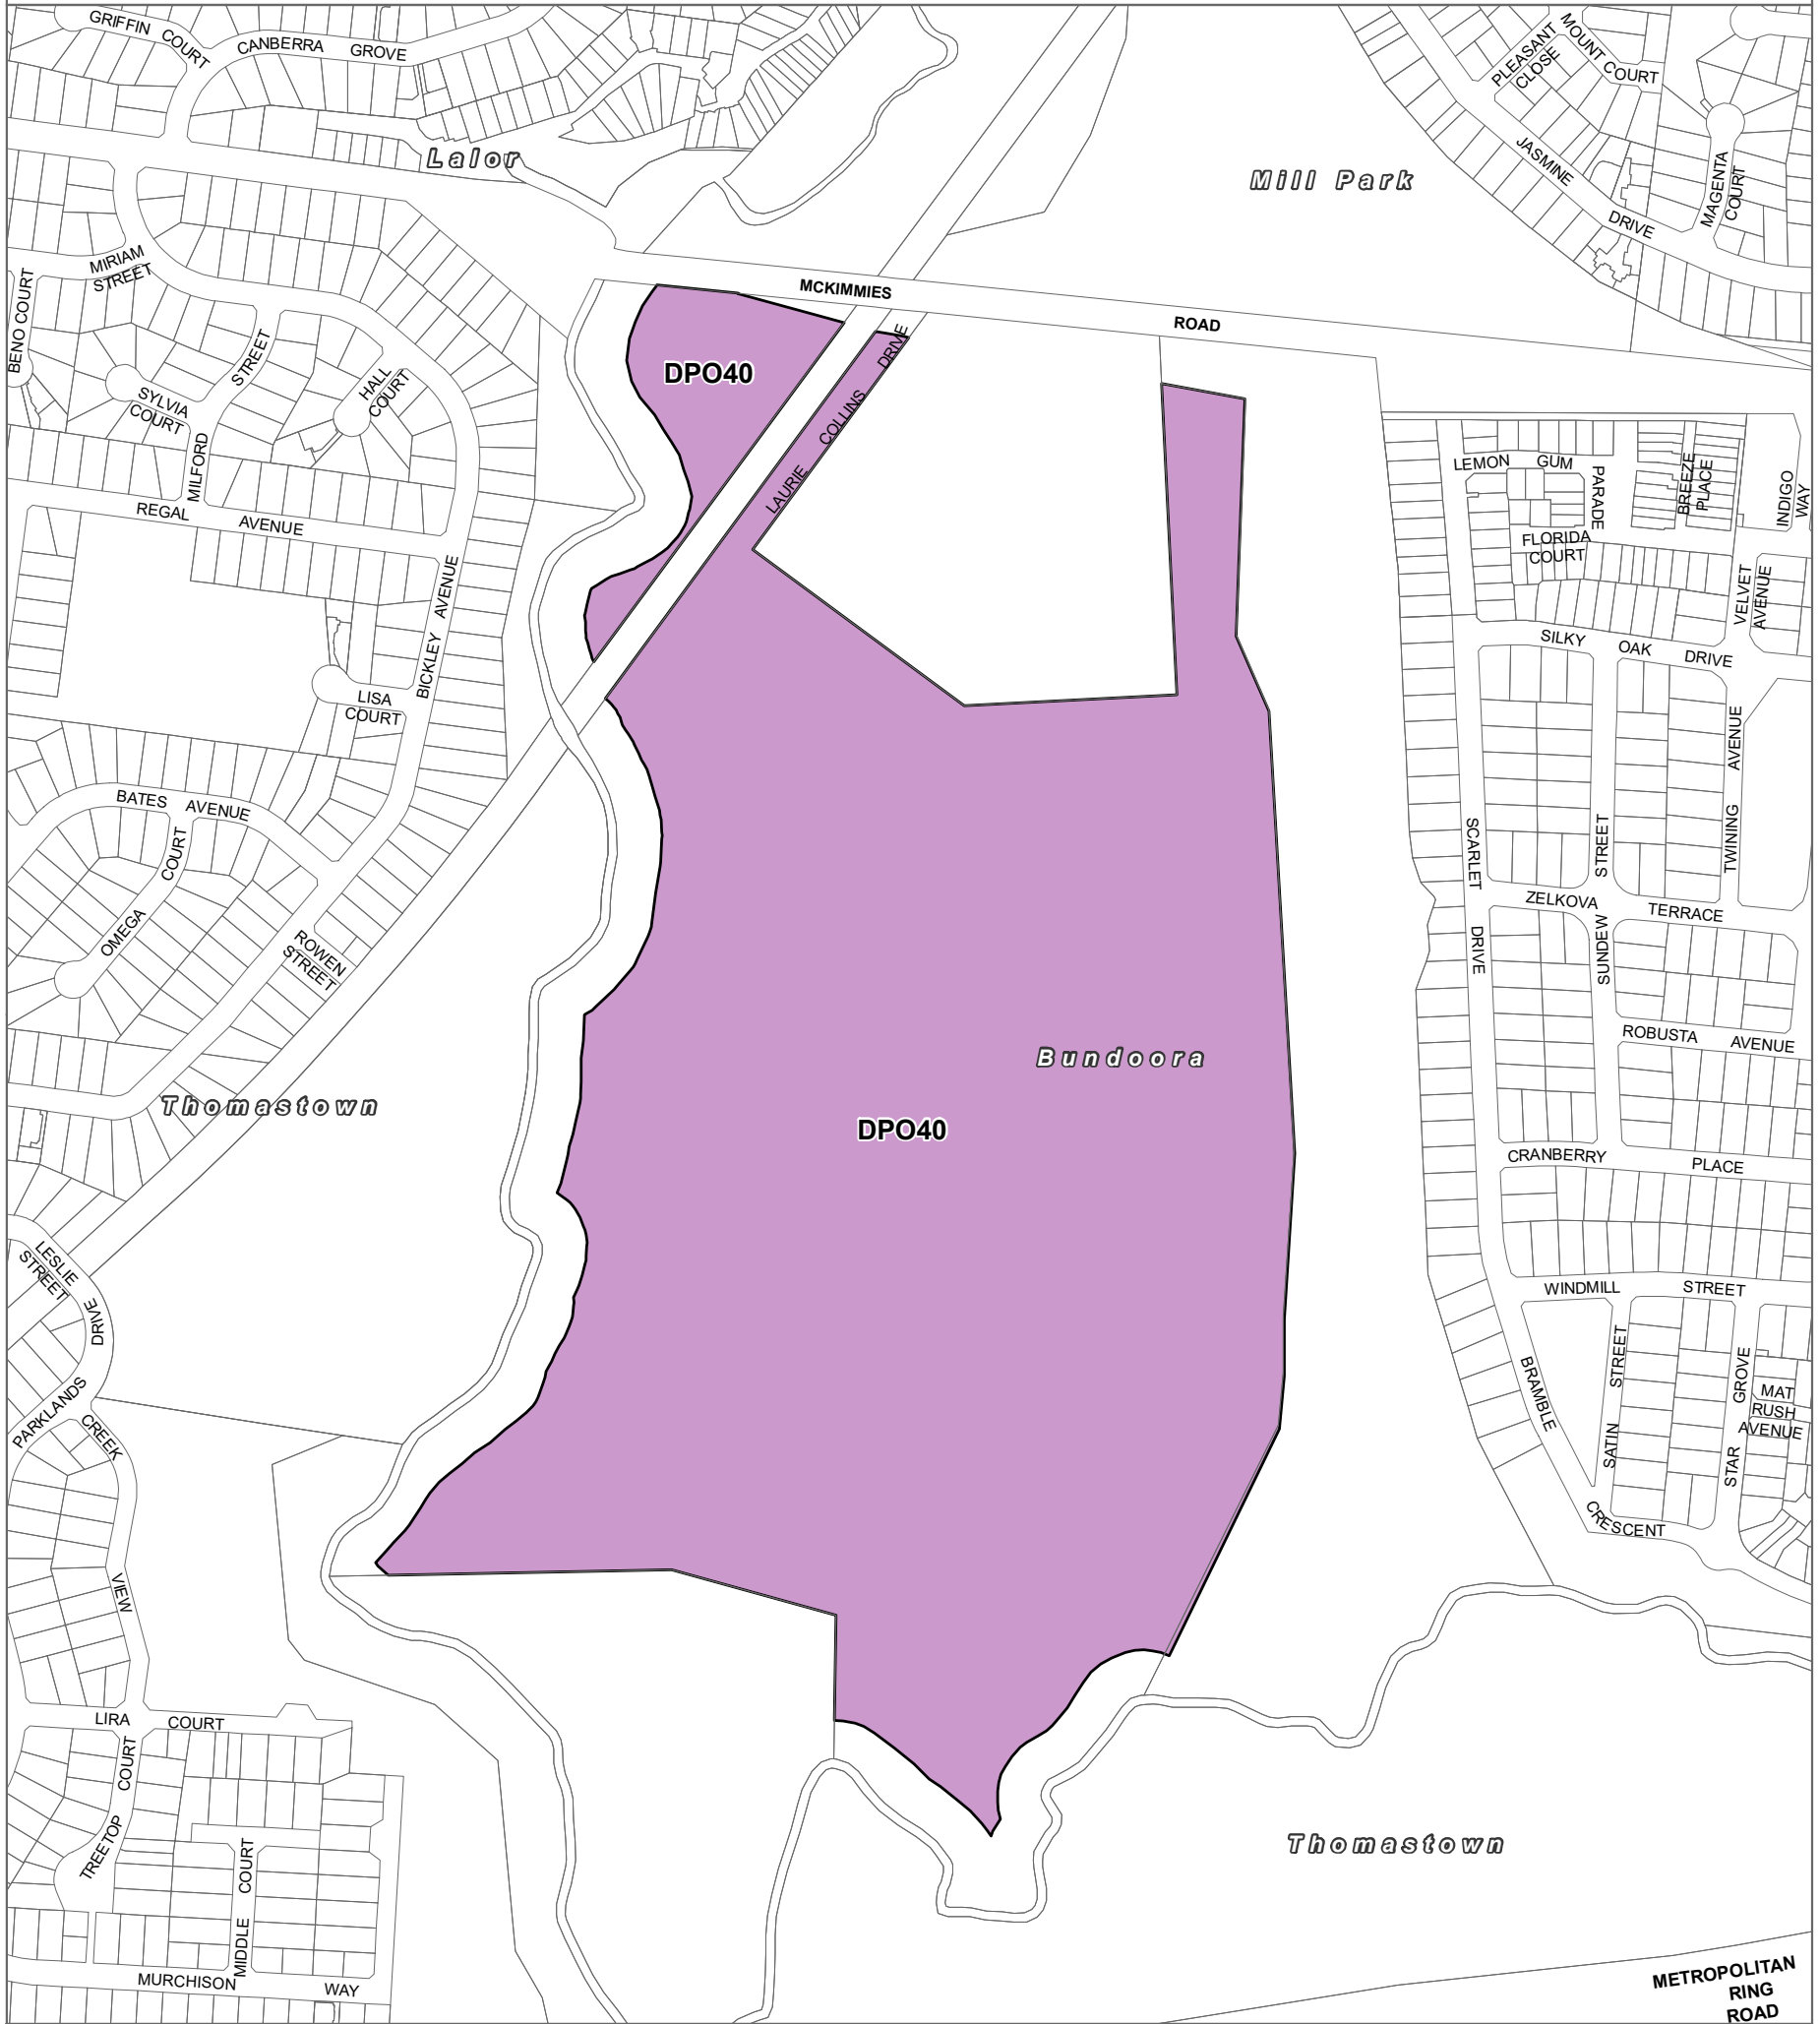 GRIFFIN COURT
CANBERRA GROVE
PLEASANT
CLOSE
MOUNT COURT
Lalor
Mill Park
JASMINE
DRIVE
MAGENTA
COURT
MIRIAM
STREET
BENO COURT
MCKIMMIES
ROAD
STREET
HALL
COURT
SYLVIA
COURT
MILFORD
DPO40
LAURIE COLLINS DRIVE
LEMON GUM
PARADE
BREEZE
PLACE
INDIGO
WAY
REGAL AVENUE
FLORIDA
COURT
VELVET
AVENUE
BICKLEY AVENUE
SILKY OAK DRIVE
LISA
COURT
BATES AVENUE
OMEGA COURT
SCARLET DRIVE
SUNDEW STREET
TWINING AVENUE
ZELKOVA TERRACE
ROWEN
STREET
ROBUSTA AVENUE
Bundoora
Thomastown
DPO40
CRANBERRY PLACE
LESLIE
STREET
WINDMILL STREET
PARKLANDS DRIVE
BRAMBLE
SATIN STREET
STAR GROVE
MAT
RUSH
AVENUE
CREEK
VIEW
CRESCENT
LIRA COURT
TREETOP COURT
MIDDLE COURT
Thomastown
MURCHISON WAY
METROPOLITAN
RING
ROAD